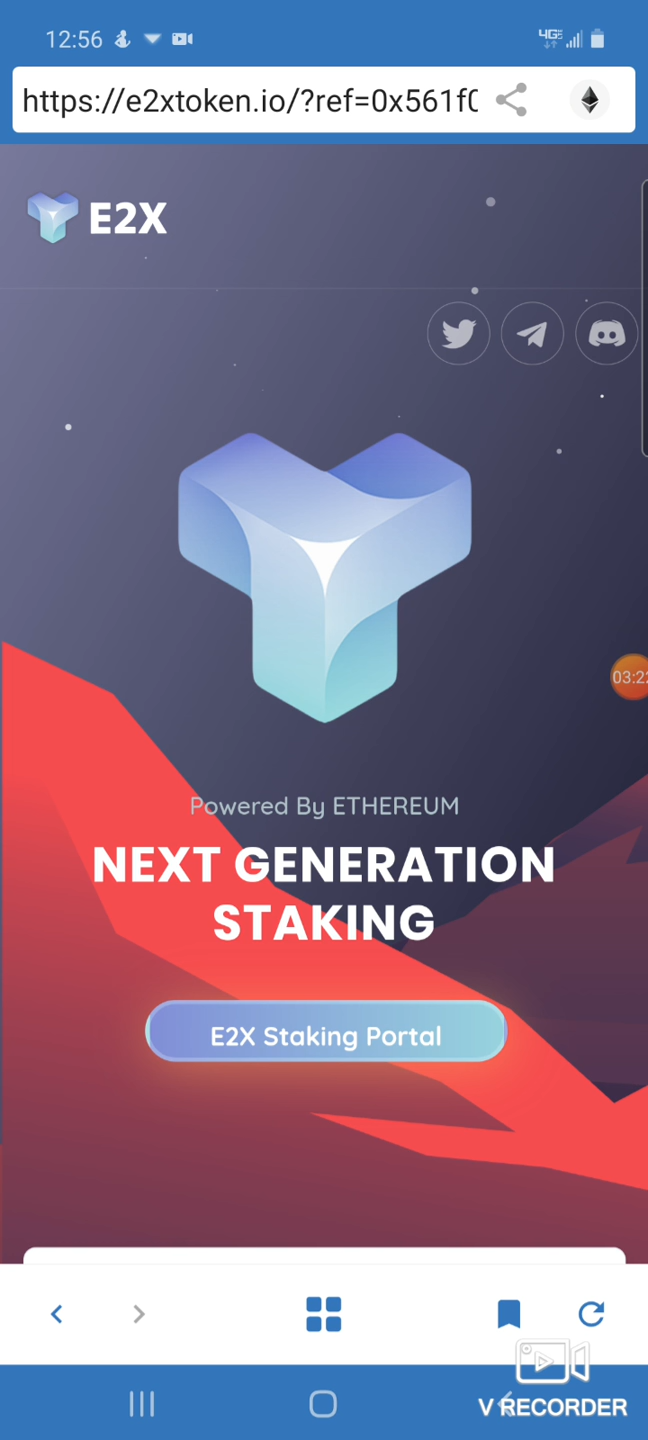 12:56
4GE
https://e2xtoken.io/?ref=0x561f0
E2X
Powered By ETHEREUM
NEXT GENERATION
STAKING
E2X Staking Portal
03:22
V RECORDER